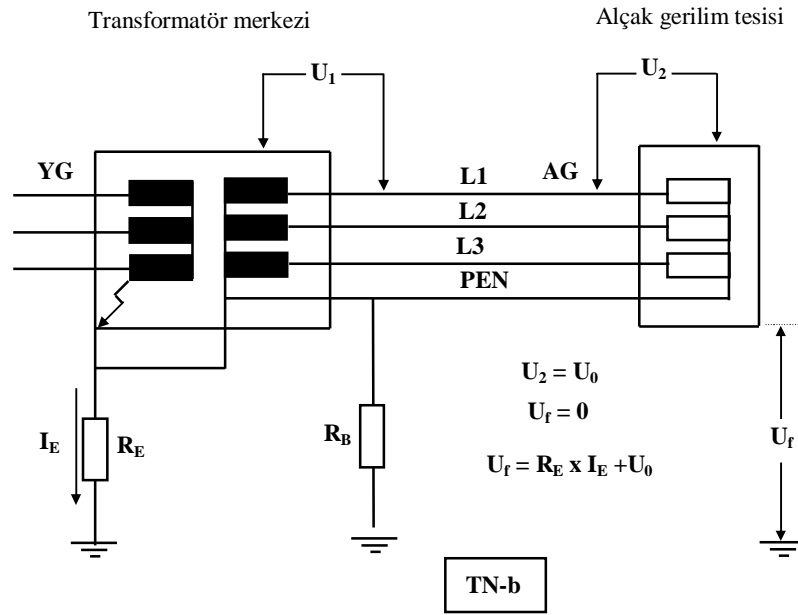 Transformatör merkezi
Alçak gerilim tesisi
U1
U2
YG
L1
AG
L2
L3
PEN
U2 = U0
Uf = 0
Uf = RE x IE +U0
IE
RE
RB
Uf
TN-b